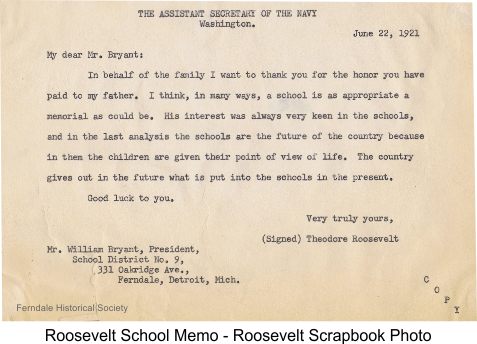 THE ASSISTANT SECRETARY OF THE NAVY
Washington.
June 22, 1921
My dear Mr. Bryant:
In behalf of the family I want to thank you for the honor you have
paid to my father. I think, in many ways, a school is as appropriate a
memorial as could be. His interest was always very keen in the schools,
and in the last analysis the schools are the future of the country because
in them the children are given their point of view of life. The country
gives out in the future what is put into the schools in the present.
Good luck to you.
Very truly yours,
(Signed) Theodore Roosevelt
Mr. William Bryant, President,
School District No. 9,
331 Oakridge Ave.,
Ferndale, Detroit, Mich.
C
O
P
Y
Ferndale Historical Society
Roosevelt School Memo - Roosevelt Scrapbook Photo